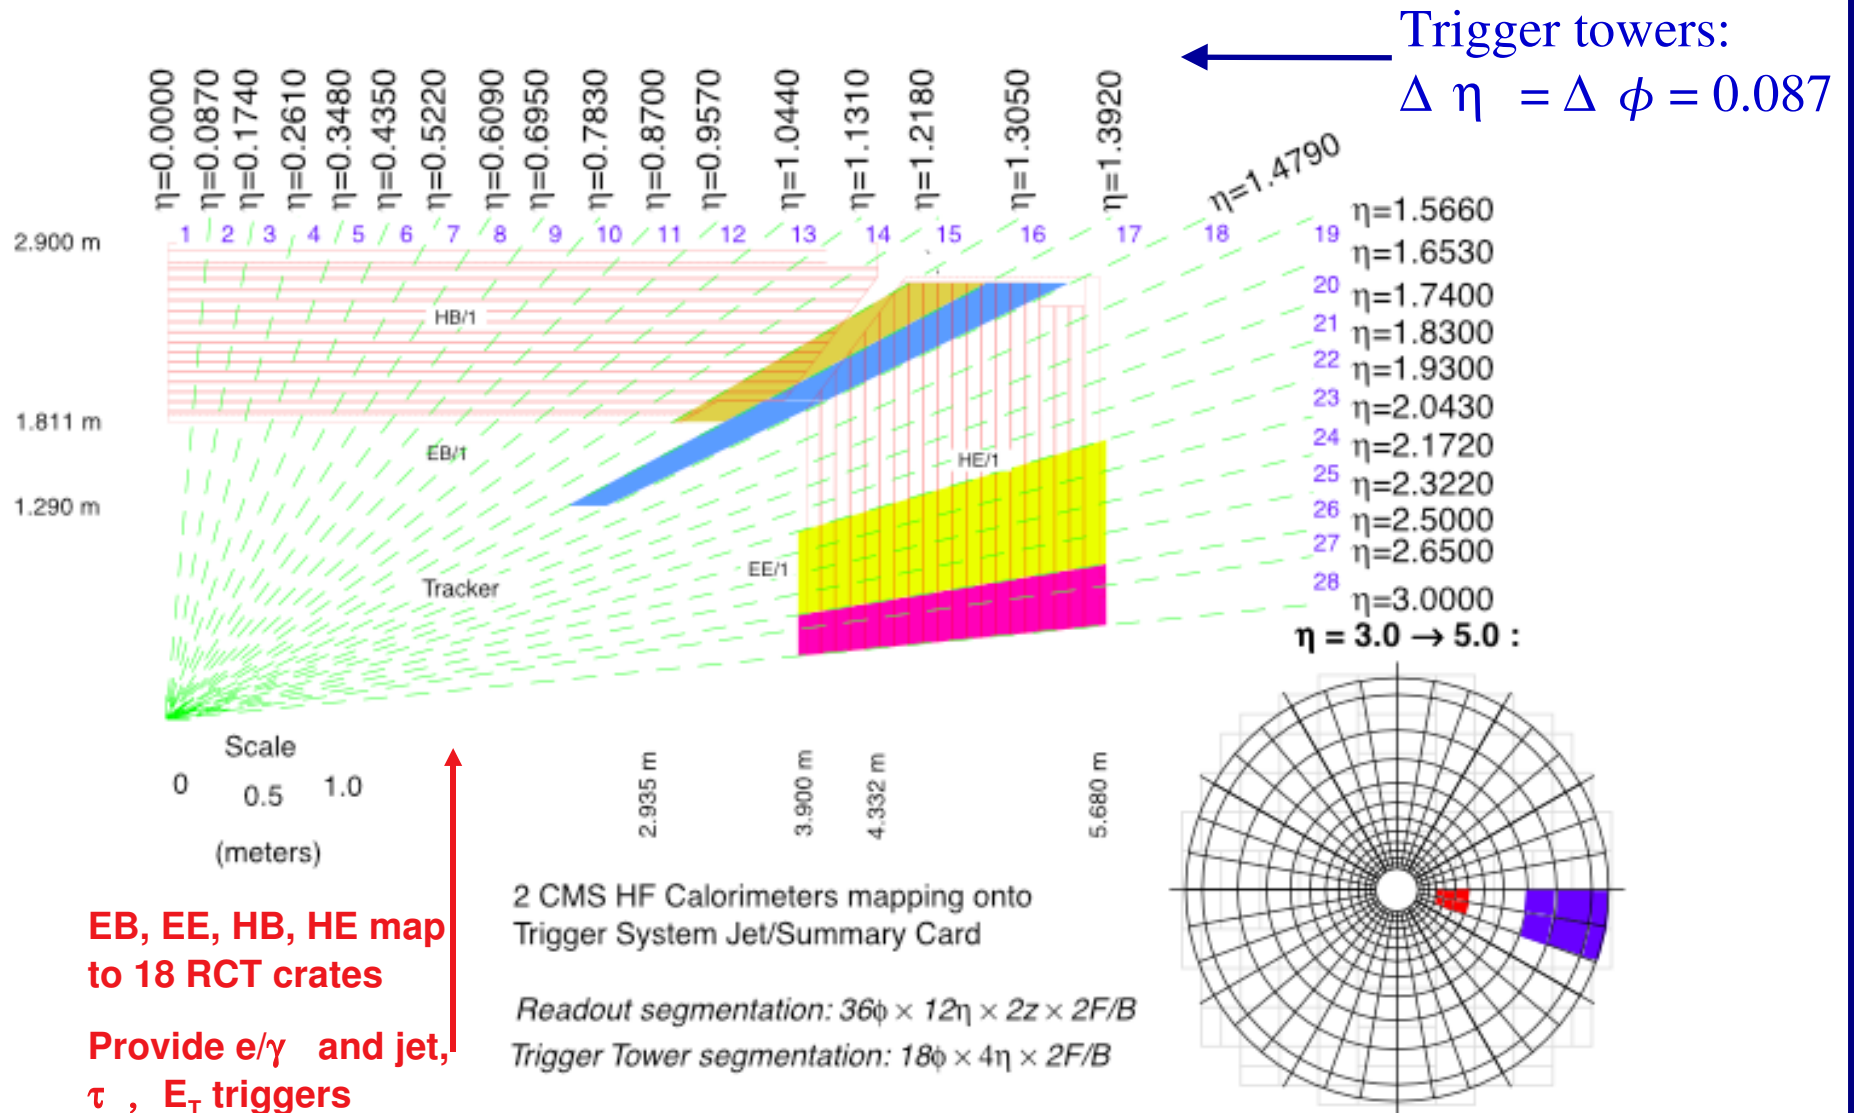 Trigger towers:
Δ η = Δ ϕ = 0.087
η=0.0000
η=0.0870
η=0.1740
η=0.2610
η=0.3480
η=0.4350
η=0.5220
η=0.6090
η=0.6950
η=0.7830
η=0.8700
η=0.9570
η=1.0440
η=1.1310
η=1.2180
η=1.3050
η=1.3920
η=1.4790
1 2 3 4 5 6 7 8 9 10 11 12 13 14 15 16 17 18 19
η=1.5660
η=1.6530
20
η=1.7400
21
η=1.8300
22
η=1.9300
23
η=2.0430
24
η=2.1720
25
η=2.3220
26
η=2.5000
27
η=2.6500
28
η=3.0000
2.900 m
HB/1
1.811 m
EB/1
HE/1
1.290 m
EE/1
Tracker
η = 3.0 → 5.0 :
Scale
0 0.5 1.0
(meters)
2.935 m
3.900 m
4.332 m
5.680 m
EB, EE, HB, HE map
to 18 RCT crates
Provide e/γ and jet,
τ , E_T triggers
2 CMS HF Calorimeters mapping onto
Trigger System Jet/Summary Card
Readout segmentation: 36ϕ × 12η × 2z × 2F/B
Trigger Tower segmentation: 18ϕ × 4η × 2F/B